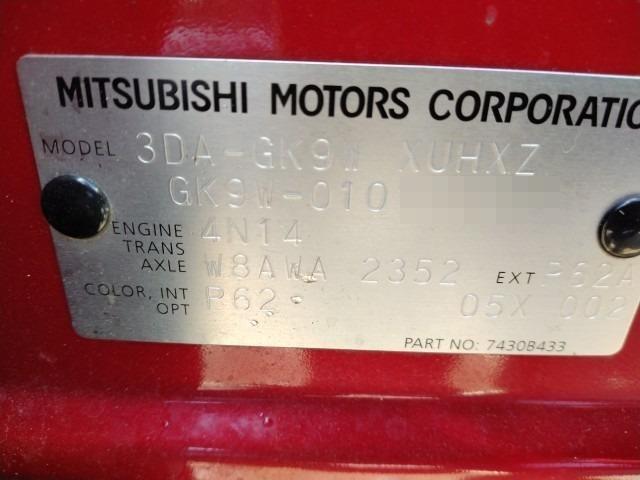 MITSUBISHI MOTORS CORPORATIO
MODEL 3DA-GK9W XUHXZ
GK9W-010
ENGINE 4N14
TRANS
AXLE W8AWA 2352 EXT P62A
COLOR, INT P62
OPT 05X 002
PART NO: 7430B433